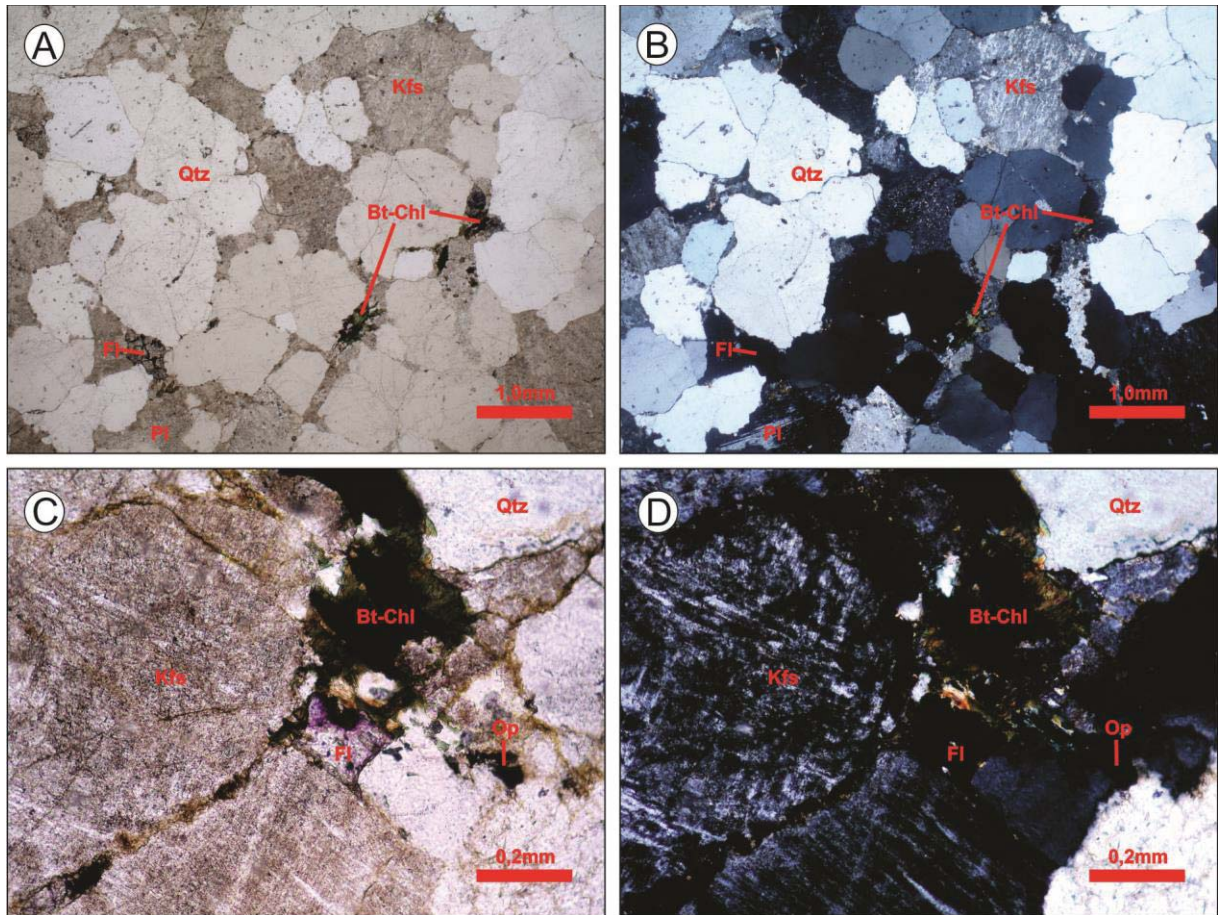 A
Kfs
Qtz
Bt-Chl
Fl
Pl
1,0mm
B
Kfs
Qtz
Bt-Chl
Fl
Pl
1,0mm
C
Qtz
Bt-Chl
Kfs
Op
Fl
0,2mm
D
Qtz
Bt-Chl
Kfs
Op
Fl
0,2mm